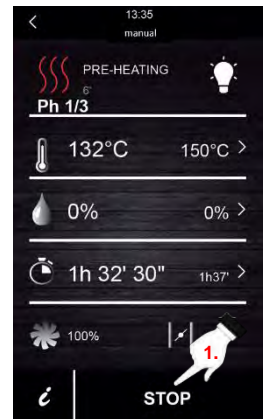 13:35
manual
PRE-HEATING
6'
Ph 1/3
132°C 150°C >
0% 0% >
1h 32' 30" 1h37' >
100%
1.
i STOP